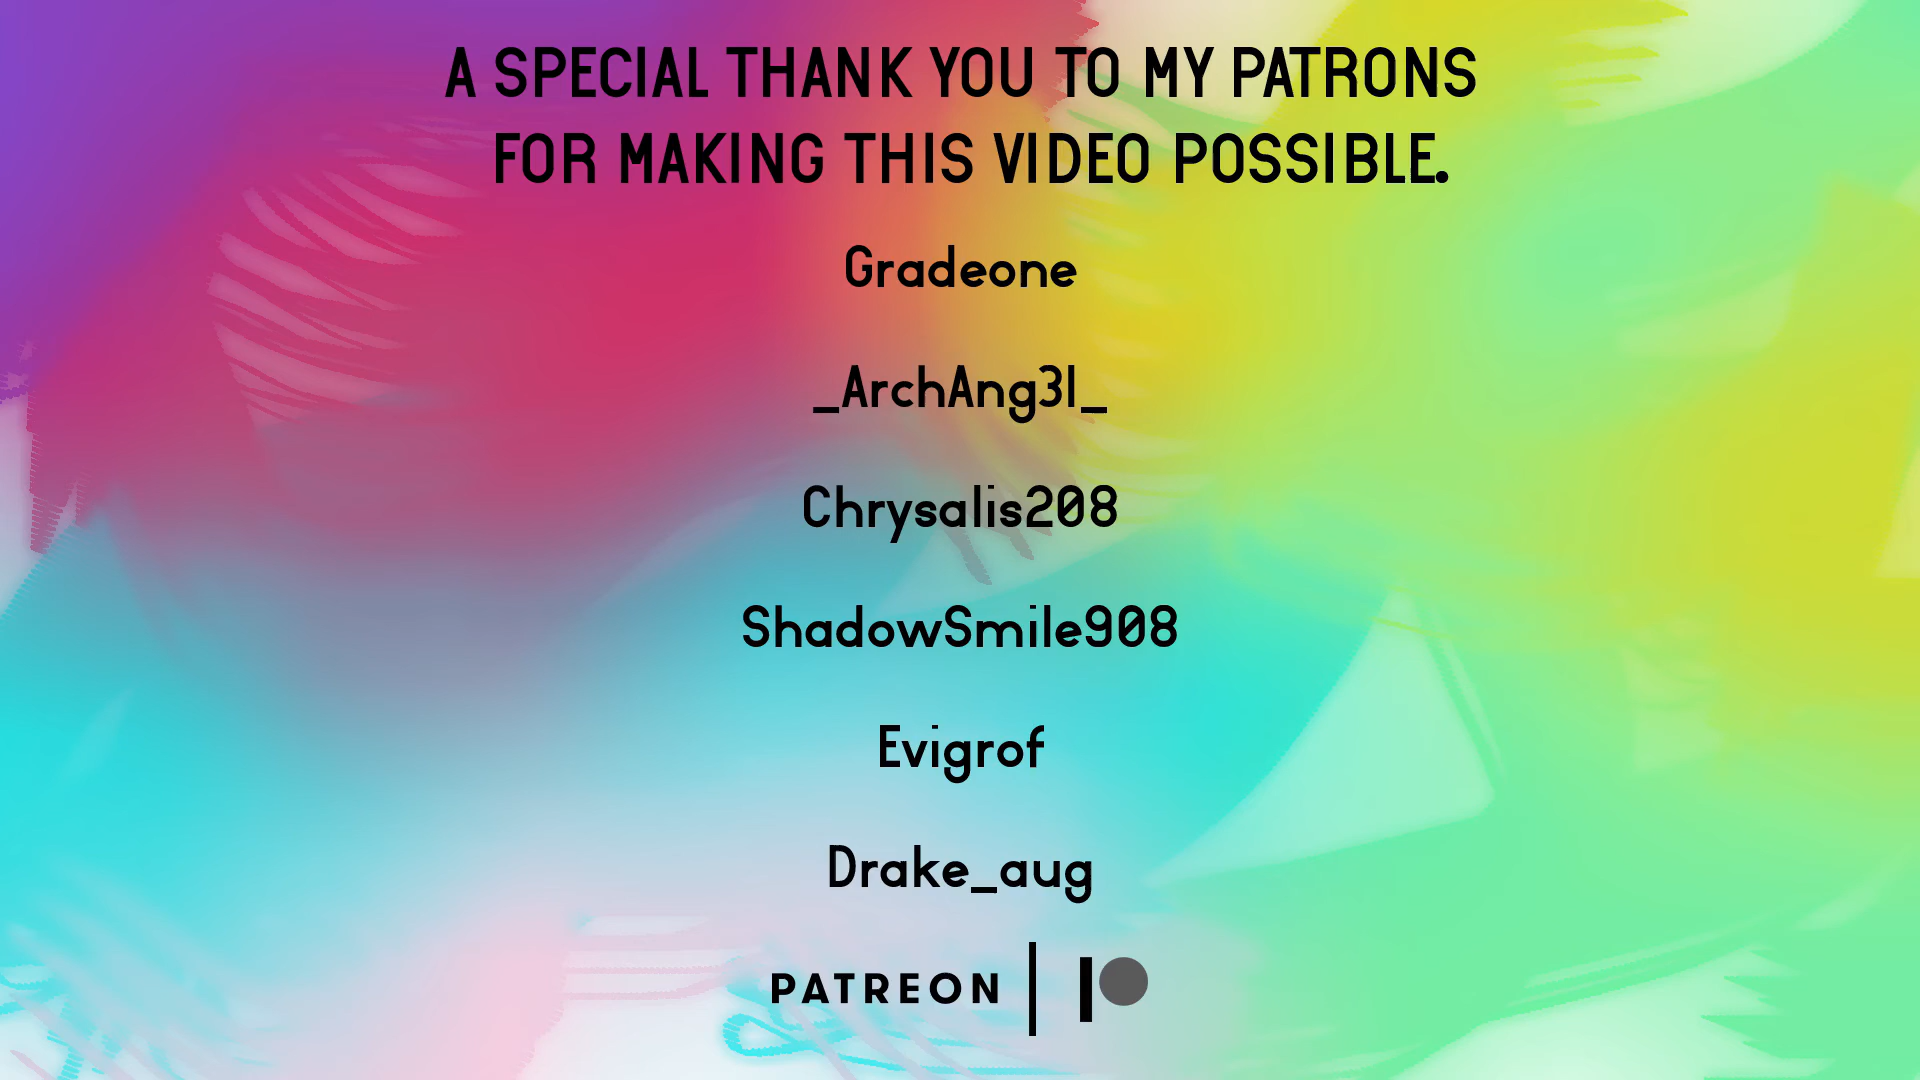 A SPECIAL THANK YOU TO MY PATRONS
FOR MAKING THIS VIDEO POSSIBLE.
Gradeone
_ArchAng3l_
Chrysalis208
ShadowSmile908
Evigrof
Drake_aug
PATREON